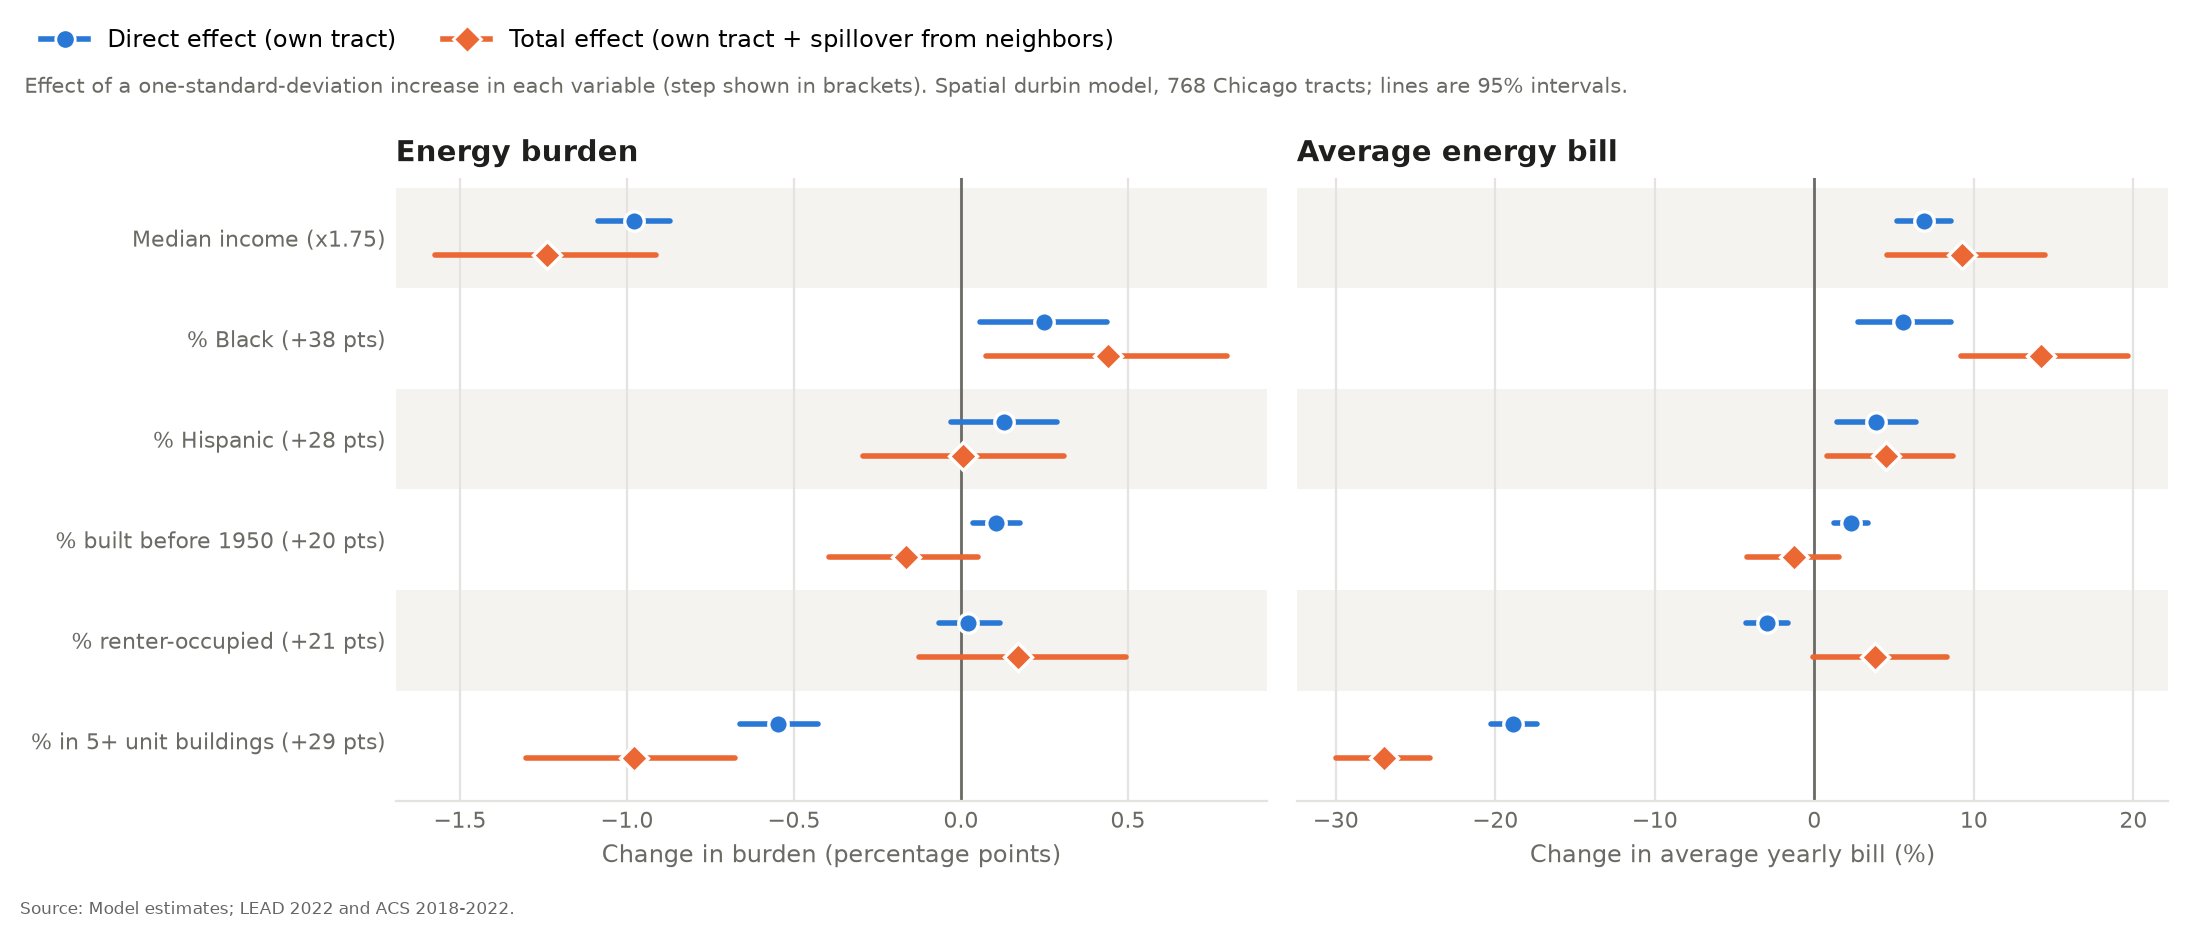 Direct effect (own tract)
Total effect (own tract + spillover from neighbors)
Effect of a one-standard-deviation increase in each variable (step shown in brackets). Spatial durbin model, 768 Chicago tracts; lines are 95% intervals.
Energy burden
Average energy bill
Median income (x1.75)
% Black (+38 pts)
% Hispanic (+28 pts)
% built before 1950 (+20 pts)
% renter-occupied (+21 pts)
% in 5+ unit buildings (+29 pts)
−1.5 −1.0 −0.5 0.0 0.5
−30 −20 −10 0 10 20
Change in burden (percentage points)
Change in average yearly bill (%)
Source: Model estimates; LEAD 2022 and ACS 2018-2022.